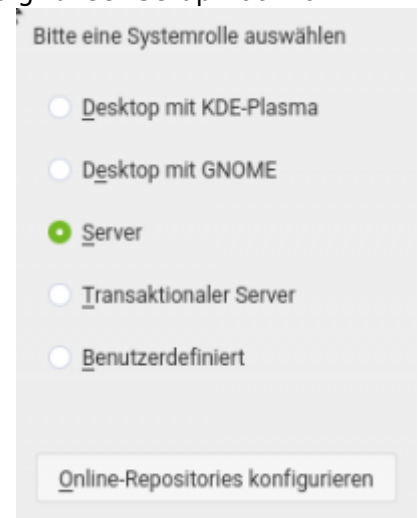 Bitte eine Systemrolle auswählen
Desktop mit KDE-Plasma
Desktop mit GNOME
Server
Transaktionaler Server
Benutzerdefiniert
Online-Repositories konfigurieren